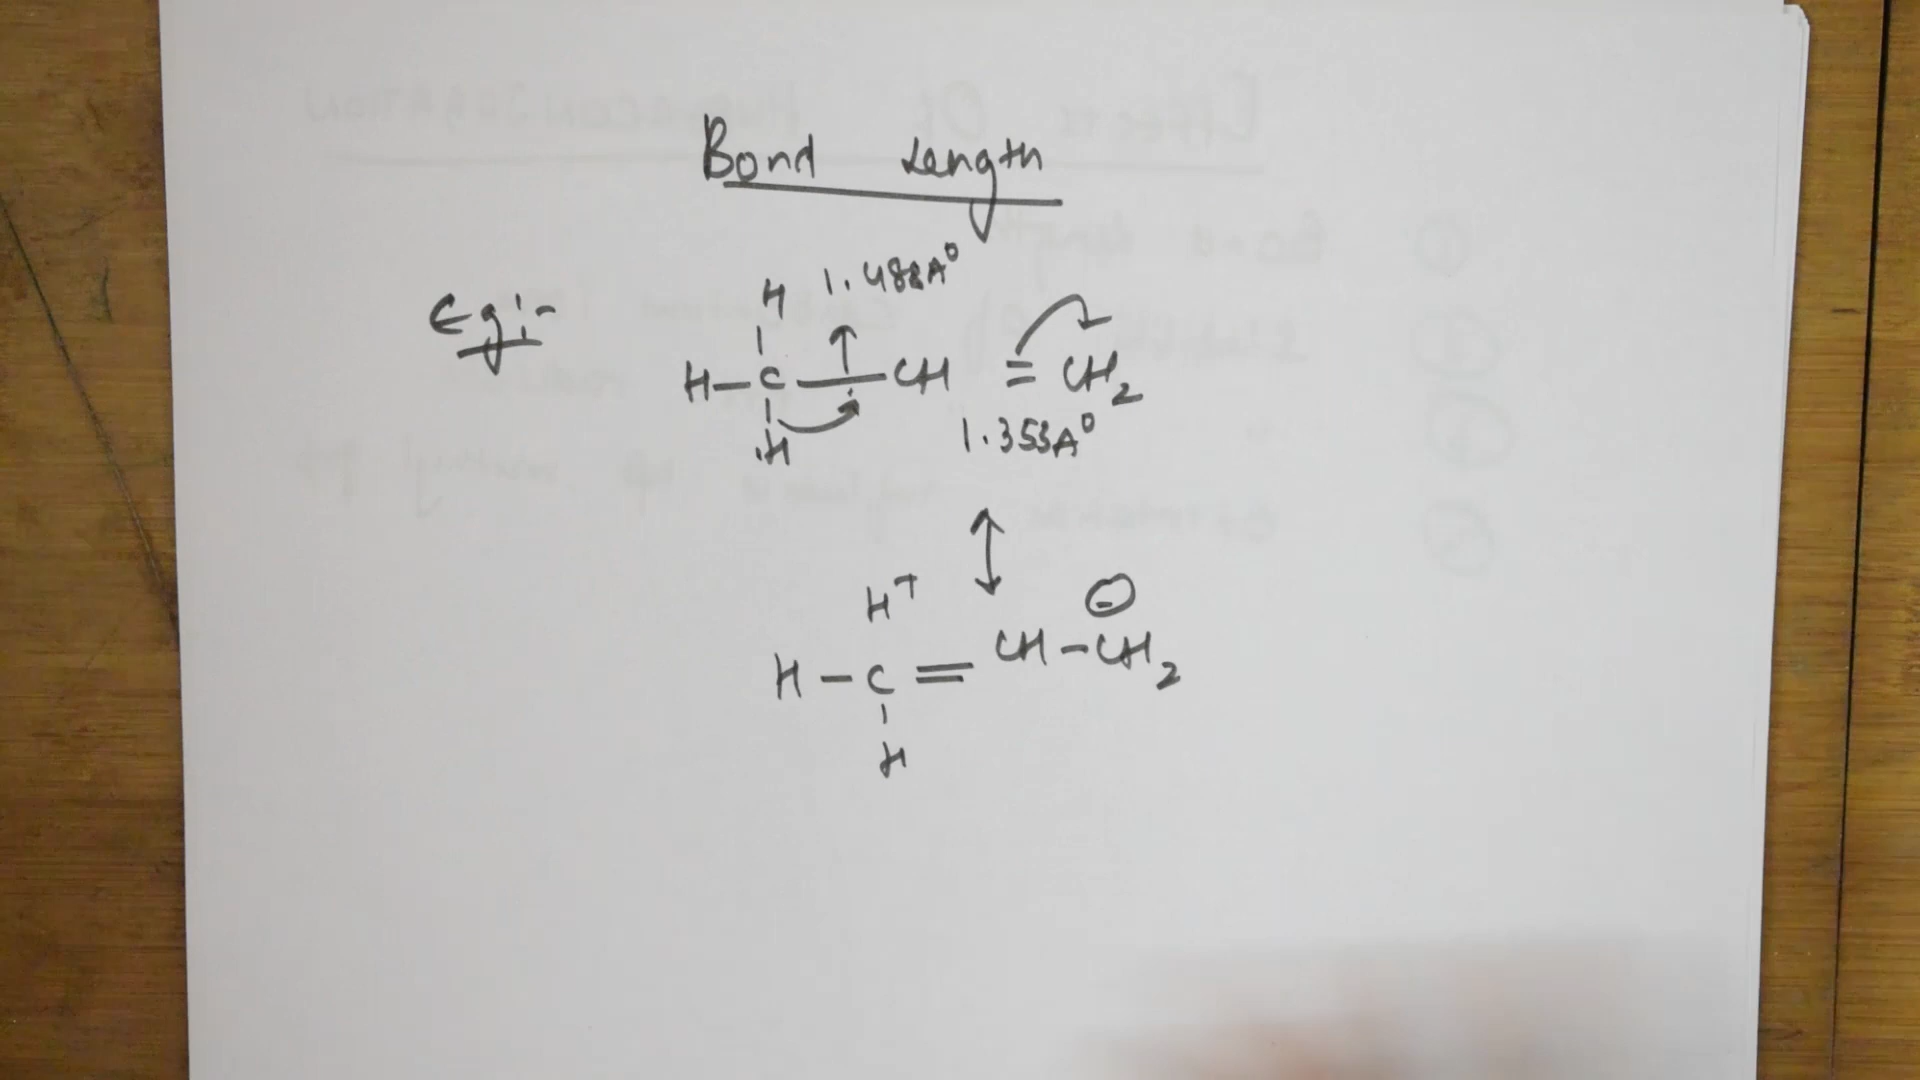 Bond Length
Eg:-
H 1.488A°
H-C-CH = CH2
H 1.353A°
H+ ⊖
H-C=CH-CH2
H